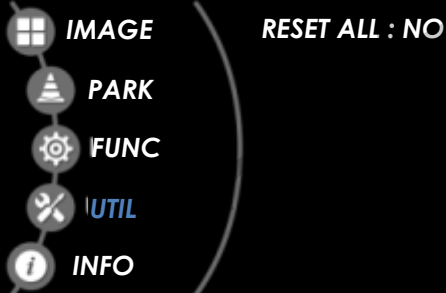 IMAGE
RESET ALL : NO
PARK
FUNC
UTIL
INFO